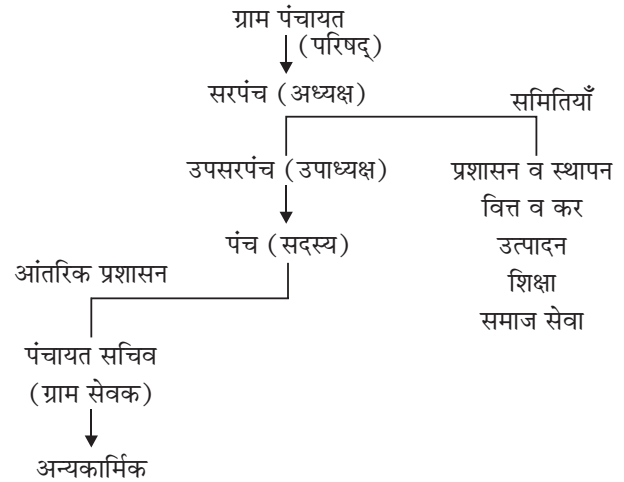 ग्राम पंचायत
(परिषद्)
सरपंच (अध्यक्ष)
समितियाँ
उपसरपंच (उपाध्यक्ष)
प्रशासन व स्थापन
वित्त व कर
पंच (सदस्य)
उत्पादन
आंतरिक प्रशासन
शिक्षा
समाज सेवा
पंचायत सचिव
(ग्राम सेवक)
अन्यकार्मिक